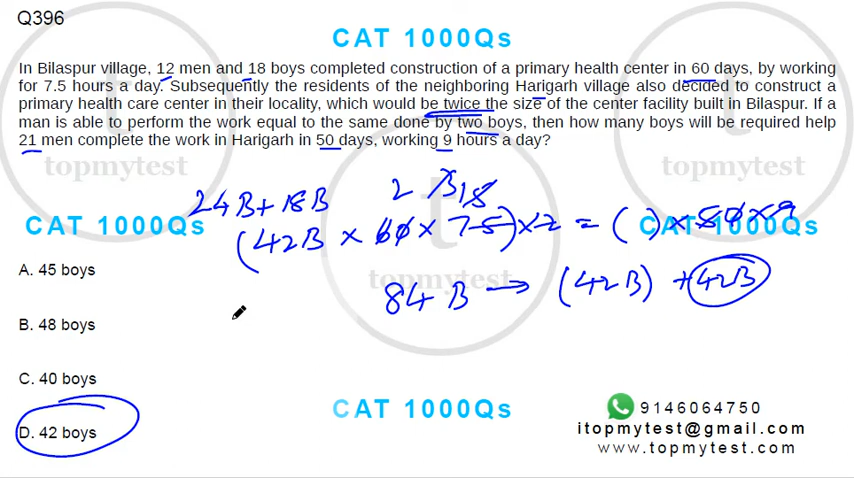 Q396
CAT 1000Qs
In Bilaspur village, 12 men and 18 boys completed construction of a primary health center in 60 days, by working
for 7.5 hours a day. Subsequently the residents of the neighboring Harigarh village also decided to construct a
primary health care center in their locality, which would be twice the size of the center facility built in Bilaspur. If a
man is able to perform the work equal to the same done by two boys, then how many boys will be required help
21 men complete the work in Harigarh in 50 days, working 9 hours a day?
topmytest
topmytest
24B + 18B
CAT 1000Qs
CAT 1000Qs
(42B × 60 × 7.5) × 2 = ( ) × 50 × 9
topmytest
84 B → (42B) + 42B
A. 45 boys
B. 48 boys
C. 40 boys
D. 42 boys
CAT 1000Qs
9146064750
itopmytest@gmail.com
www.topmytest.com